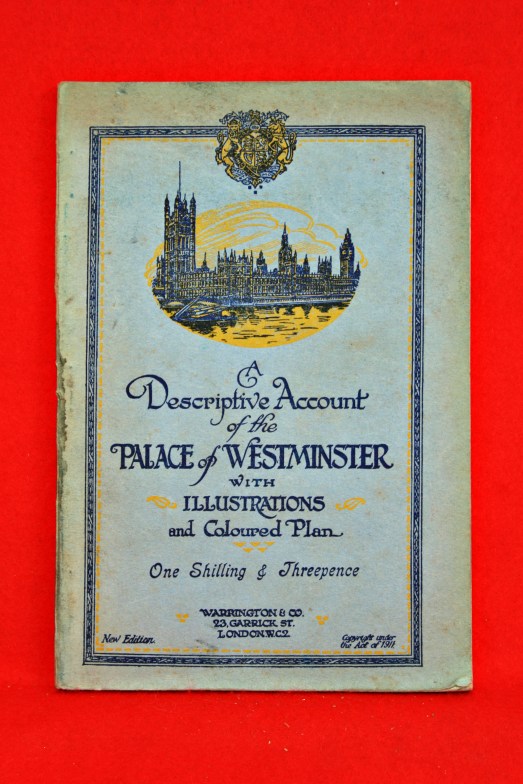 A
Descriptive Account
of the
PALACE of WESTMINSTER
WITH
ILLUSTRATIONS
and Coloured Plan
One Shilling & Threepence
WARRINGTON & CO.
23, GARRICK ST.
LONDON.W.C.2.
New Edition.
Copyright under
the Act of 1911